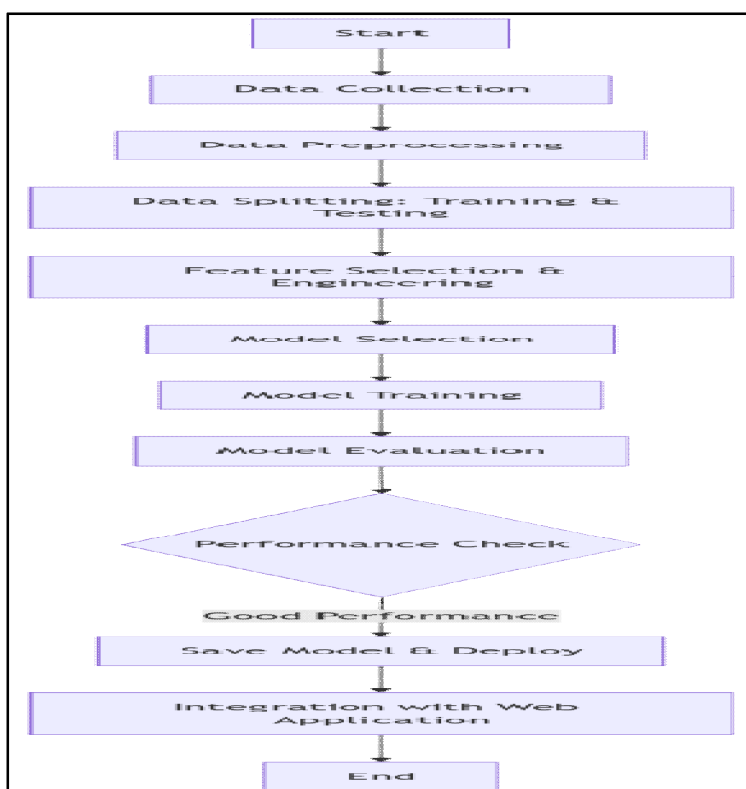 Start
Data Collection
Data Preprocessing
Data Splitting: Training &
Testing
Feature Selection &
Engineering
Model Selection
Model Training
Model Evaluation
Performance Check
Good Performance
Save Model & Deploy
Integration with Web
Application
End